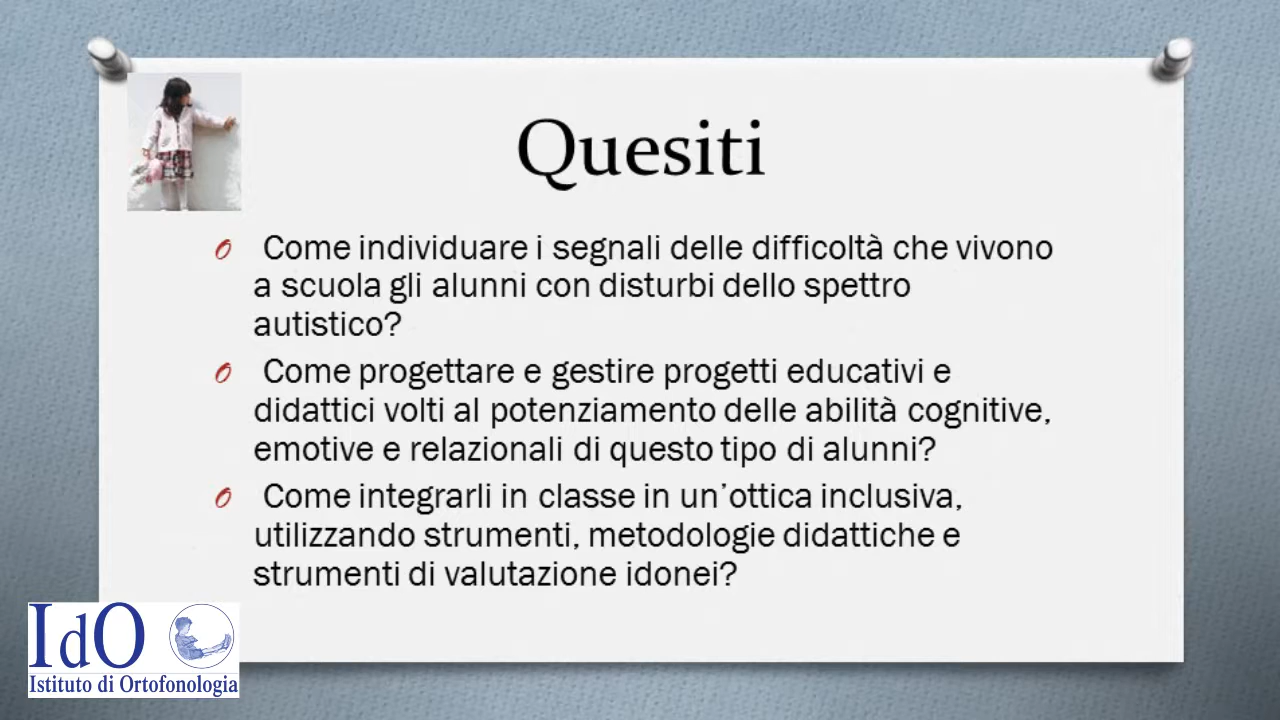 Quesiti
Come individuare i segnali delle difficoltà che vivono
a scuola gli alunni con disturbi dello spettro
autistico?
Come progettare e gestire progetti educativi e
didattici volti al potenziamento delle abilità cognitive,
emotive e relazionali di questo tipo di alunni?
Come integrarli in classe in un’ottica inclusiva,
utilizzando strumenti, metodologie didattiche e
strumenti di valutazione idonei?
IdO
Istituto di Ortofonologia